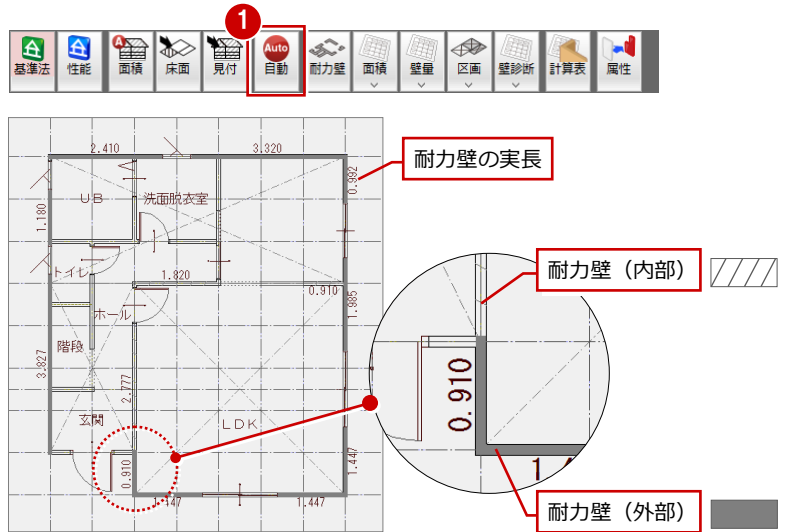 1
A
Auto
基準法 性能 面積 床面 見付 自動 耐力壁 面積 壁量 区画 壁診断 計算表 属性
2.410 3.320
耐力壁の実長
0.992
UB 洗面脱衣室
1.180
耐力壁（内部）
トイレ 1.820
0.910
1.985
ホール
階段
3.827
2.777
0.910
玄関 LDK
0.910
1.447
1.447 1.447
耐力壁（外部）